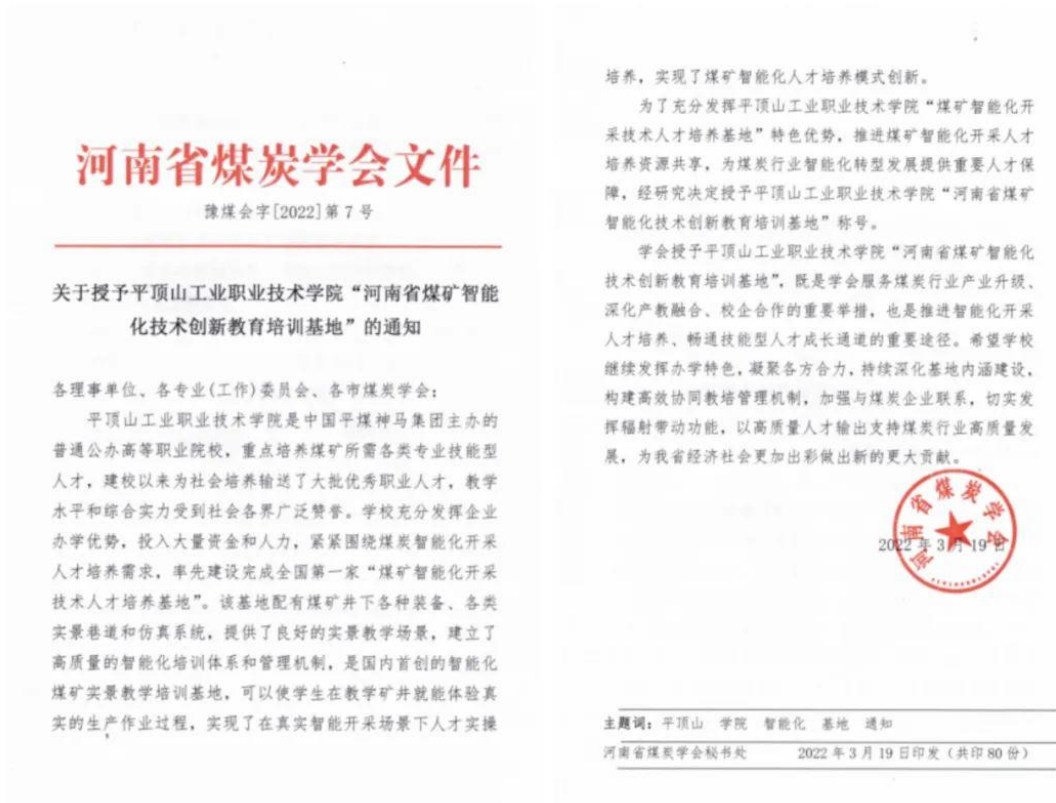 河南省煤炭学会文件
豫煤会字[2022]第7号
关于授予平顶山工业职业技术学院“河南省煤矿智能
化技术创新教育培训基地”的通知
各理事单位、各专业(工作)委员会、各市煤炭学会:
平顶山工业职业技术学院是中国平煤神马集团主办的
普通公办高等职业院校，重点培养煤矿所需各类专业技能型
人才，建校以来为社会培养输送了大批优秀职业人才，教学
水平和综合实力受到社会各界广泛赞誉。学校充分发挥企业
办学优势，投入大量资金和人力，紧紧围绕煤炭智能化开采
人才培养需求，率先建设完成全国第一家“煤矿智能化开采
技术人才培养基地”。该基地配有煤矿井下各种装备、各类
实景巷道和仿真系统，提供了良好的实景教学场景，建立了
高质量的智能化培训体系和管理机制，是国内首创的智能化
煤矿实景教学培训基地，可以使学生在教学矿井就能体验真
实的生产作业过程，实现了在真实智能开采场景下人才实操
培养，实现了煤矿智能化人才培养模式创新。
为了充分发挥平顶山工业职业技术学院“煤矿智能化开
采技术人才培养基地”特色优势，推进煤矿智能化开采人才
培养资源共享，为煤炭行业智能化转型发展提供重要人才保
障，经研究决定授予平顶山工业职业技术学院“河南省煤矿
智能化技术创新教育培训基地”称号。
学会授予平顶山工业职业技术学院“河南省煤矿智能化
技术创新教育培训基地”，既是学会服务煤炭行业产业升级、
深化产教融合、校企合作的重要举措，也是推进智能化开采
人才培养、畅通技能型人才成长通道的重要途径。希望学校
继续发挥办学特色，凝聚各方合力，持续深化基地内涵建设，
构建高效协同教培管理机制，加强与煤炭企业联系，切实发
挥辐射带动功能，以高质量人才输出支持煤炭行业高质量发
展，为我省经济社会更加出彩做出新的更大贡献。
河南省煤炭学会
2022年3月19日
主题词：平顶山 学院 智能化 基地 通知
河南省煤炭学会秘书处 2022年3月19日印发（共印80份）